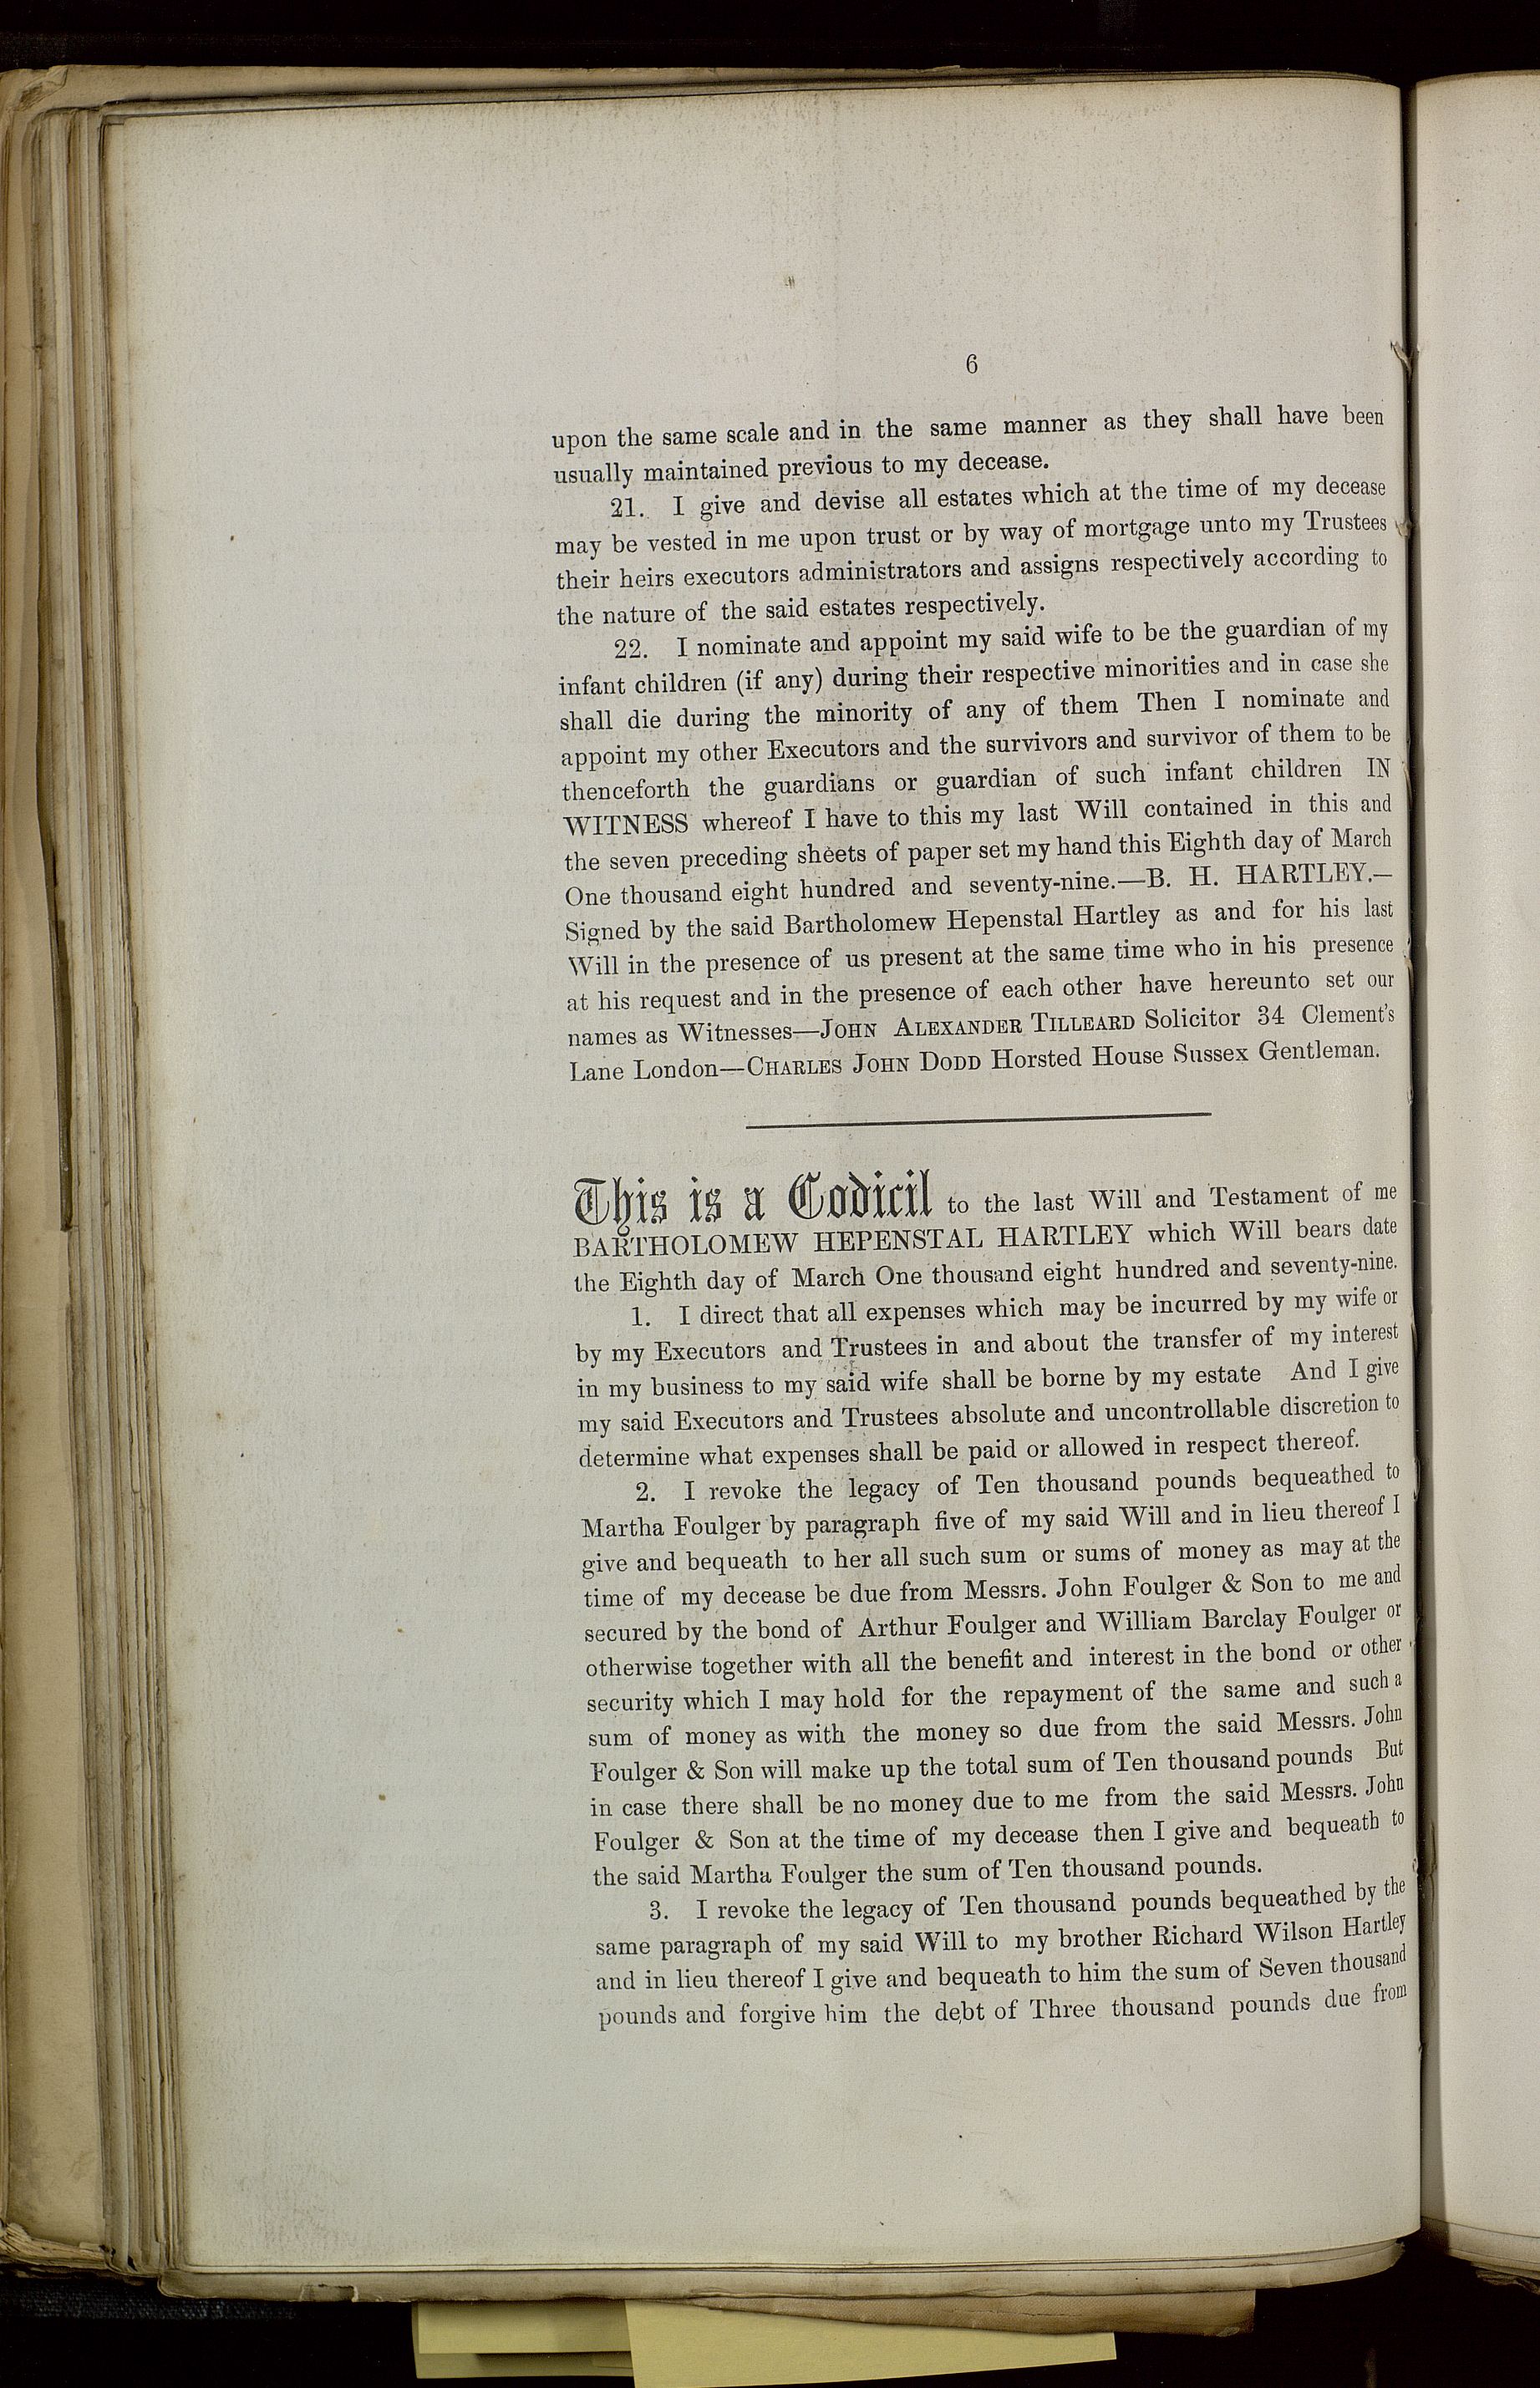 6
upon the same scale and in the same manner as they shall have been
usually maintained previous to my decease.
21. I give and devise all estates which at the time of my decease
may be vested in me upon trust or by way of mortgage unto my Trustees
their heirs executors administrators and assigns respectively according to
the nature of the said estates respectively.
22. I nominate and appoint my said wife to be the guardian of my
infant children (if any) during their respective minorities and in case she
shall die during the minority of any of them Then I nominate and
appoint my other Executors and the survivors and survivor of them to be
thenceforth the guardians or guardian of such infant children IN
WITNESS whereof I have to this my last Will contained in this and
the seven preceding sheets of paper set my hand this Eighth day of March
One thousand eight hundred and seventy-nine.—B. H. HARTLEY.—
Signed by the said Bartholomew Hepenstal Hartley as and for his last
Will in the presence of us present at the same time who in his presence
at his request and in the presence of each other have hereunto set our
names as Witnesses—JOHN ALEXANDER TILLEARD Solicitor 34 Clement's
Lane London—CHARLES JOHN DODD Horsted House Sussex Gentleman.
This is a Codicil to the last Will and Testament of me
BARTHOLOMEW HEPENSTAL HARTLEY which Will bears date
the Eighth day of March One thousand eight hundred and seventy-nine.
1. I direct that all expenses which may be incurred by my wife or
by my Executors and Trustees in and about the transfer of my interest
in my business to my said wife shall be borne by my estate And I give
my said Executors and Trustees absolute and uncontrollable discretion to
determine what expenses shall be paid or allowed in respect thereof.
2. I revoke the legacy of Ten thousand pounds bequeathed to
Martha Foulger by paragraph five of my said Will and in lieu thereof I
give and bequeath to her all such sum or sums of money as may at the
time of my decease be due from Messrs. John Foulger & Son to me and
secured by the bond of Arthur Foulger and William Barclay Foulger or
otherwise together with all the benefit and interest in the bond or other
security which I may hold for the repayment of the same and such a
sum of money as with the money so due from the said Messrs. John
Foulger & Son will make up the total sum of Ten thousand pounds But
in case there shall be no money due to me from the said Messrs. John
Foulger & Son at the time of my decease then I give and bequeath to
the said Martha Foulger the sum of Ten thousand pounds.
3. I revoke the legacy of Ten thousand pounds bequeathed by the
same paragraph of my said Will to my brother Richard Wilson Hartley
and in lieu thereof I give and bequeath to him the sum of Seven thousand
pounds and forgive him the debt of Three thousand pounds due from